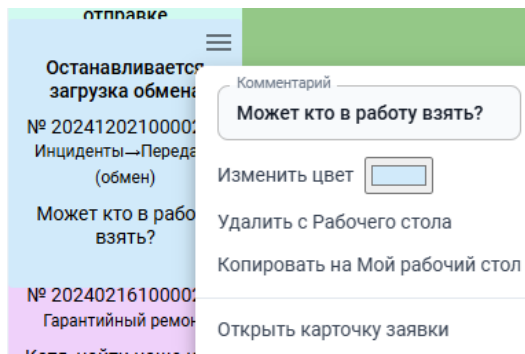 отправке
Останавливается
загрузка обмена
№ 2024120210000
Инциденты→Переда
(обмен)
Может кто в рабо
взять?
№ 2024021610000
Гарантийный ремон
Комментарий
Может кто в работу взять?
Изменить цвет
Удалить с Рабочего стола
Копировать на Мой рабочий стол
Открыть карточку заявки